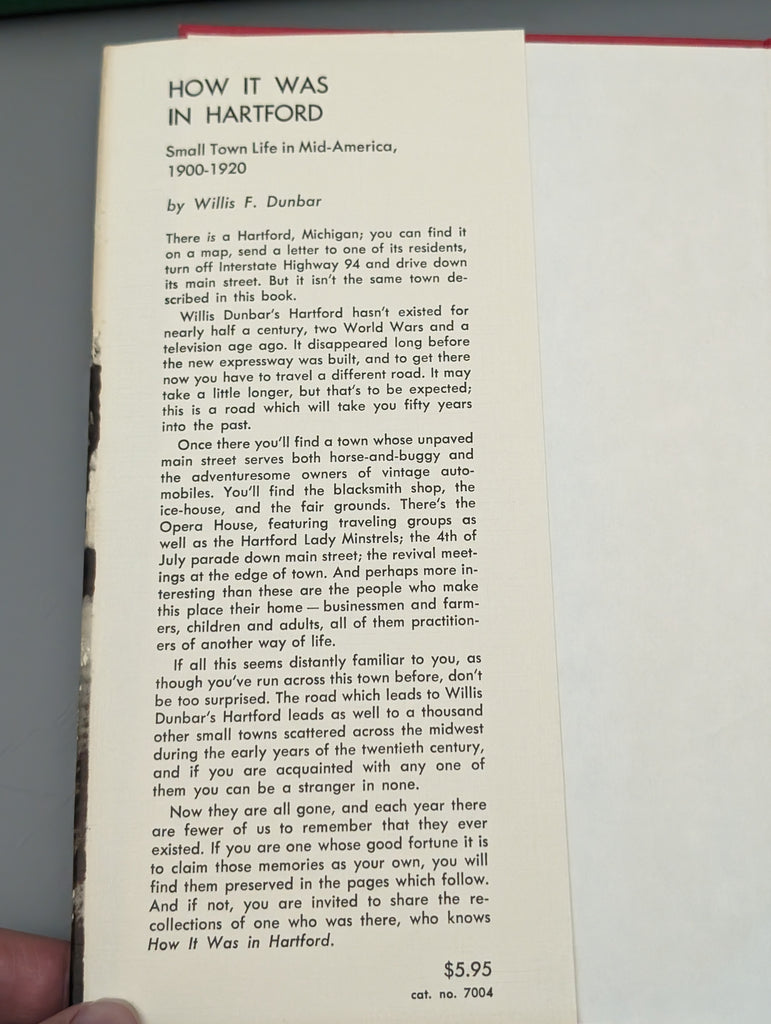 HOW IT WAS
IN HARTFORD
Small Town Life in Mid-America,
1900-1920
by Willis F. Dunbar
There is a Hartford, Michigan; you can find it
on a map, send a letter to one of its residents,
turn off Interstate Highway 94 and drive down
its main street. But it isn't the same town de-
scribed in this book.
Willis Dunbar's Hartford hasn't existed for
nearly half a century, two World Wars and a
television age ago. It disappeared long before
the new expressway was built, and to get there
now you have to travel a different road. It may
take a little longer, but that's to be expected;
this is a road which will take you fifty years
into the past.
Once there you'll find a town whose unpaved
main street serves both horse-and-buggy and
the adventuresome owners of vintage auto-
mobiles. You'll find the blacksmith shop, the
ice-house, and the fair grounds. There's the
Opera House, featuring traveling groups as
well as the Hartford Lady Minstrels; the 4th of
July parade down main street; the revival meet-
ings at the edge of town. And perhaps more in-
teresting than these are the people who make
this place their home — businessmen and farm-
ers, children and adults, all of them practition-
ers of another way of life.
If all this seems distantly familiar to you, as
though you've run across this town before, don't
be too surprised. The road which leads to Willis
Dunbar's Hartford leads as well to a thousand
other small towns scattered across the midwest
during the early years of the twentieth century,
and if you are acquainted with any one of
them you can be a stranger in none.
Now they are all gone, and each year there
are fewer of us to remember that they ever
existed. If you are one whose good fortune it is
to claim those memories as your own, you will
find them preserved in the pages which follow.
And if not, you are invited to share the re-
collections of one who was there, who knows
How It Was in Hartford.
$5.95
cat. no. 7004